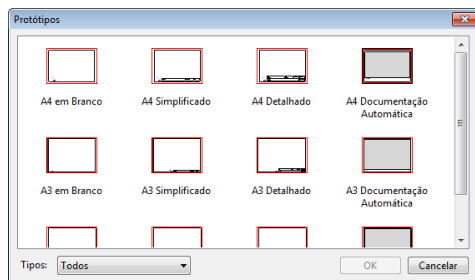 Protótipos
A4 em Branco
A4 Simplificado
A4 Detalhado
A4 Documentação
Automática
A3 em Branco
A3 Simplificado
A3 Detalhado
A3 Documentação
Automática
Tipos:
Todos
OK
Cancelar